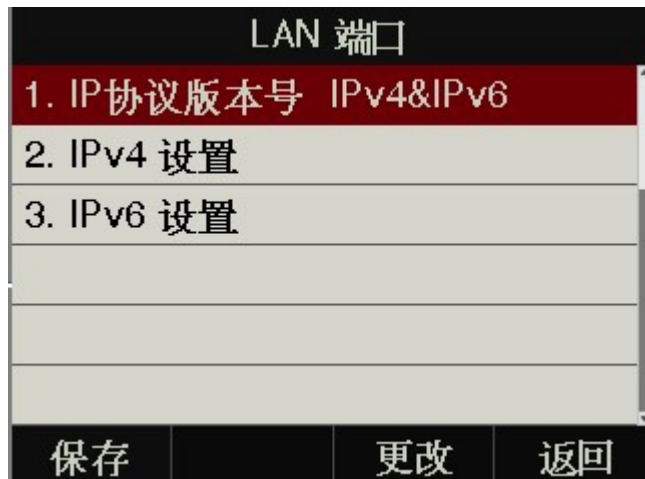 LAN 端口
1. IP协议版本号 IPv4&IPv6
2. IPv4 设置
3. IPv6 设置
保存 更改 返回